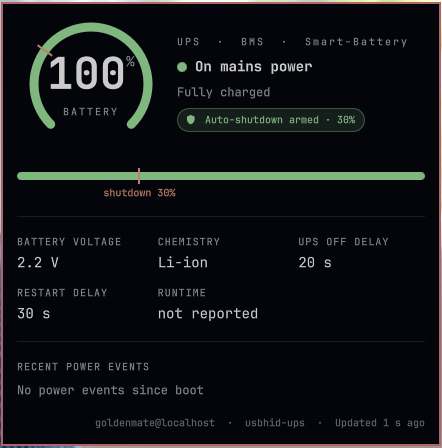 100%
BATTERY
UPS · BMS · Smart-Battery
On mains power
Fully charged
Auto-shutdown armed · 30%
shutdown 30%
BATTERY VOLTAGE CHEMISTRY UPS OFF DELAY
2.2 V Li-ion 20 s
RESTART DELAY RUNTIME
30 s not reported
RECENT POWER EVENTS
No power events since boot
goldenmate@localhost · usbhid-ups · Updated 1 s ago